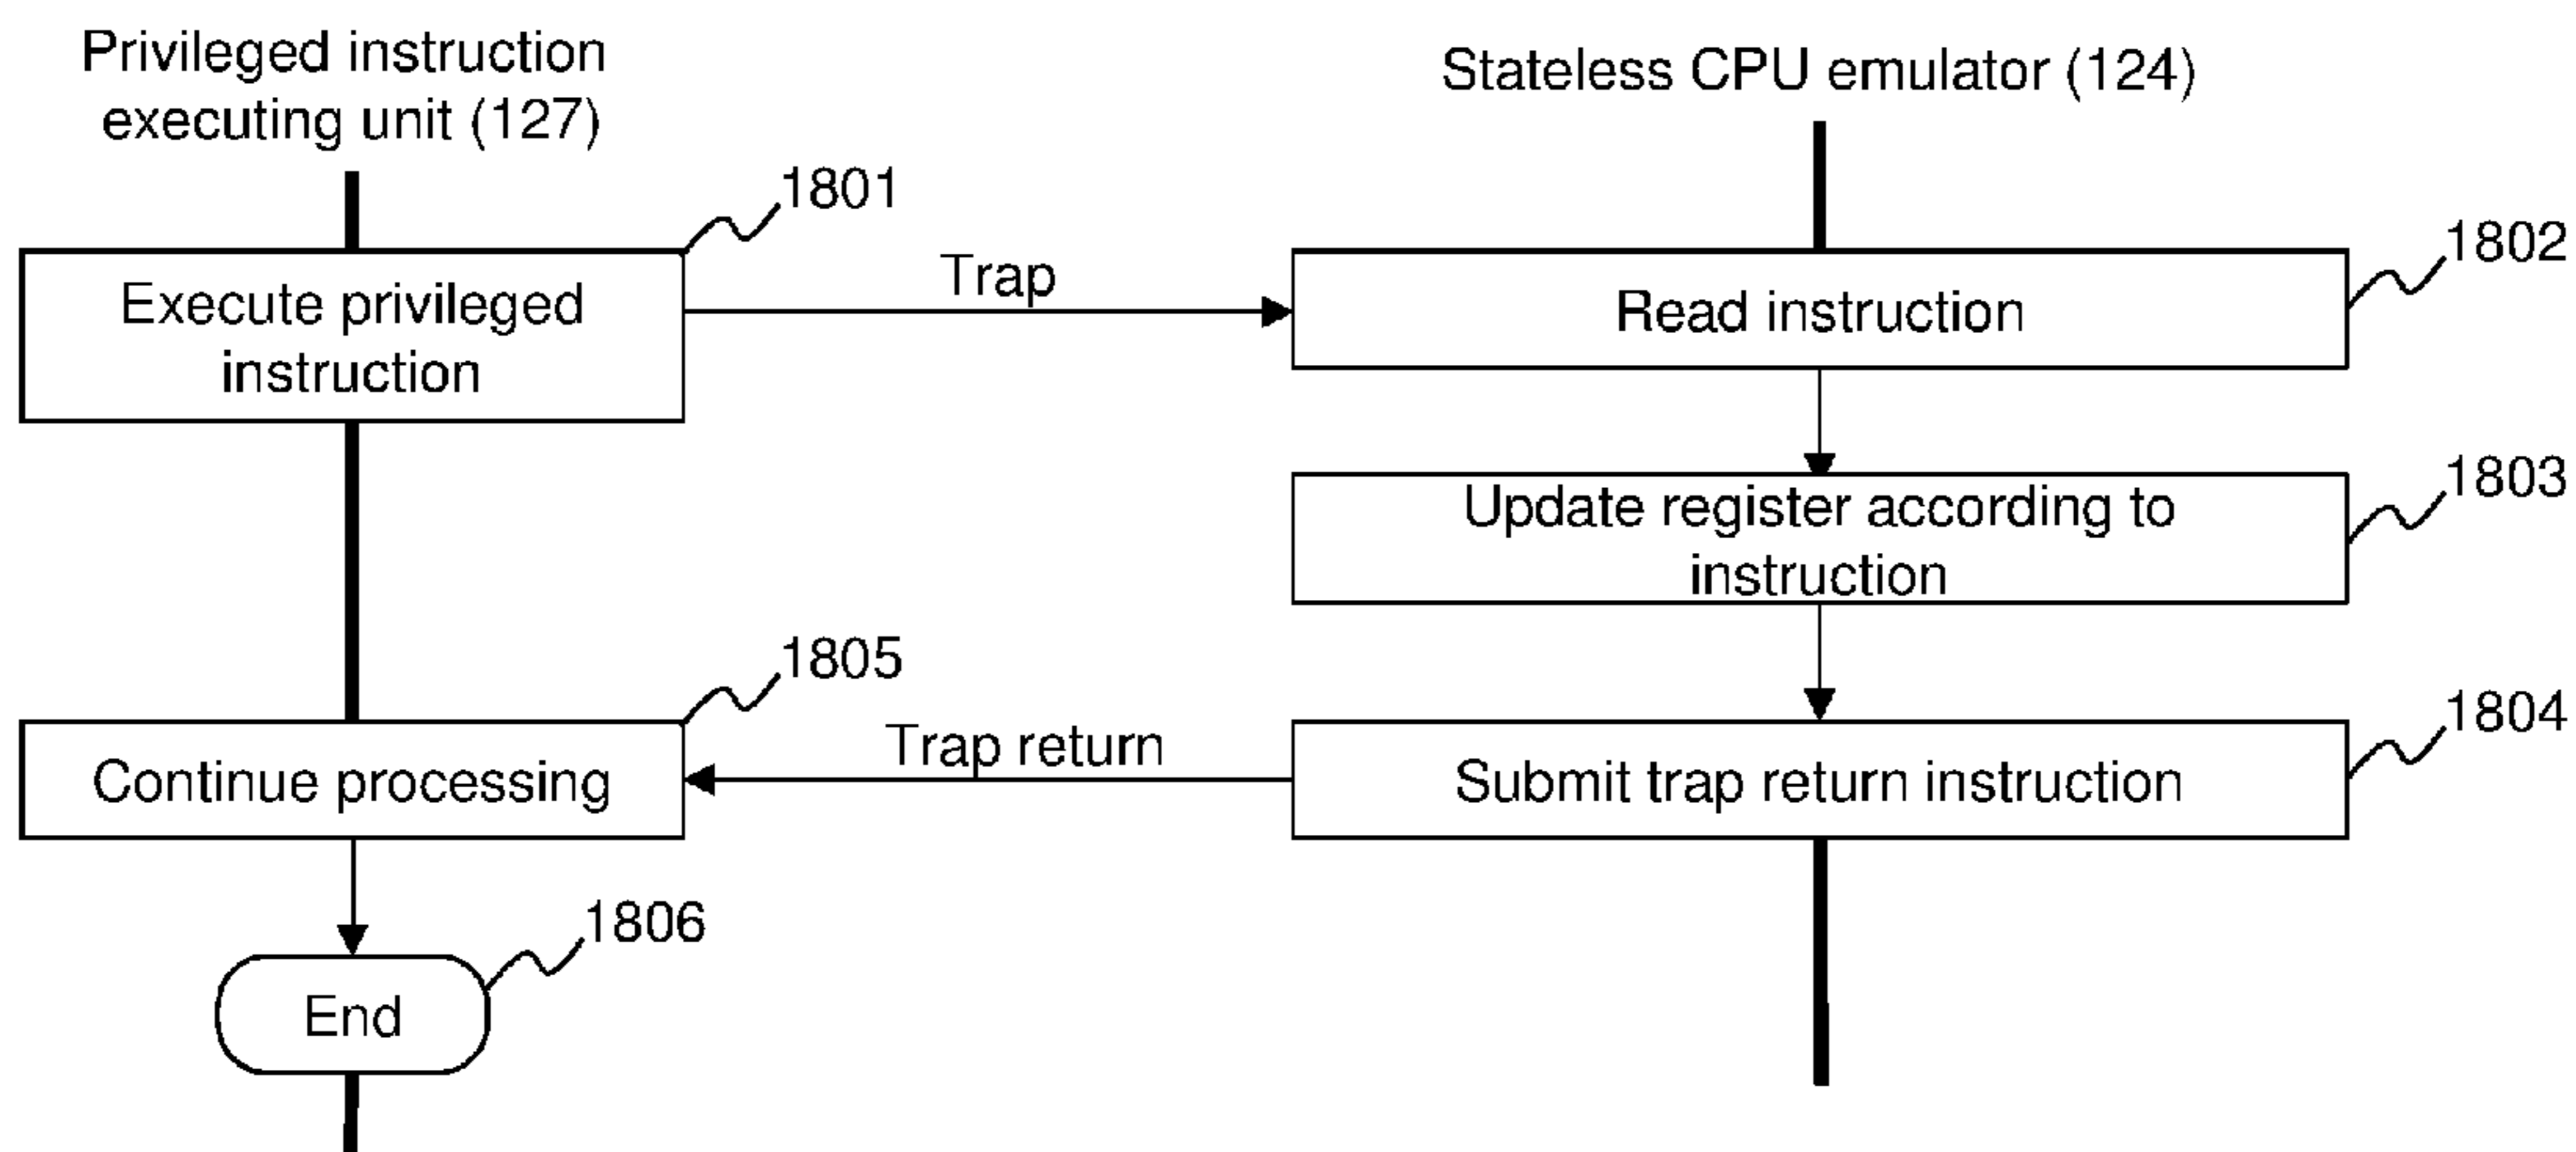 Privileged instruction
executing unit (127)
Stateless CPU emulator (124)
1801
1802
Execute privileged
instruction
Trap
Read instruction
1803
Update register according to
instruction
1805
1804
Continue processing
Trap return
Submit trap return instruction
1806
End